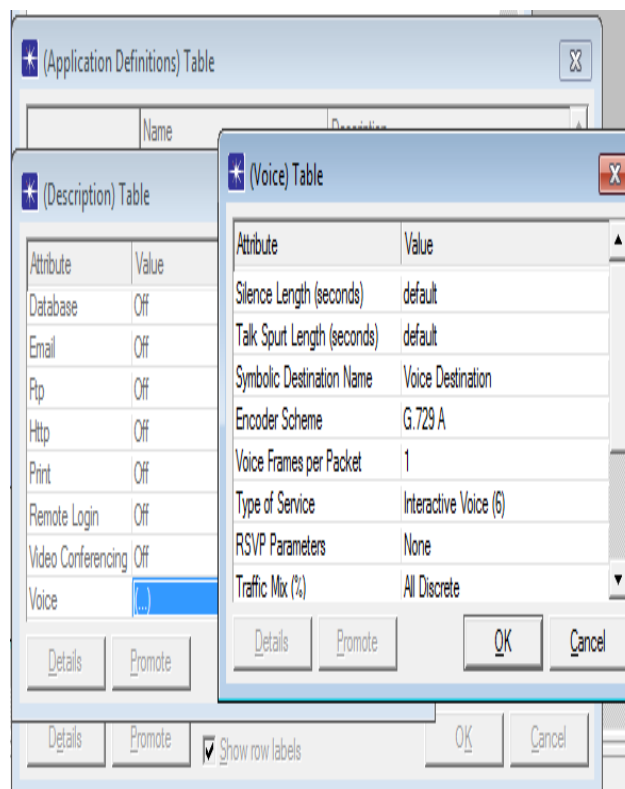 (Application Definitions) Table
Name
(Description) Table
Attribute Value
Database Off
Email Off
Ftp Off
Http Off
Print Off
Remote Login Off
Video Conferencing Off
Voice (...)
Details Promote
(Voice) Table
Attribute Value
Silence Length (seconds) default
Talk Spurt Length (seconds) default
Symbolic Destination Name Voice Destination
Encoder Scheme G.729 A
Voice Frames per Packet 1
Type of Service Interactive Voice (6)
RSVP Parameters None
Traffic Mix (%) All Discrete
Details Promote OK Cancel
Details Promote Show row labels OK Cancel